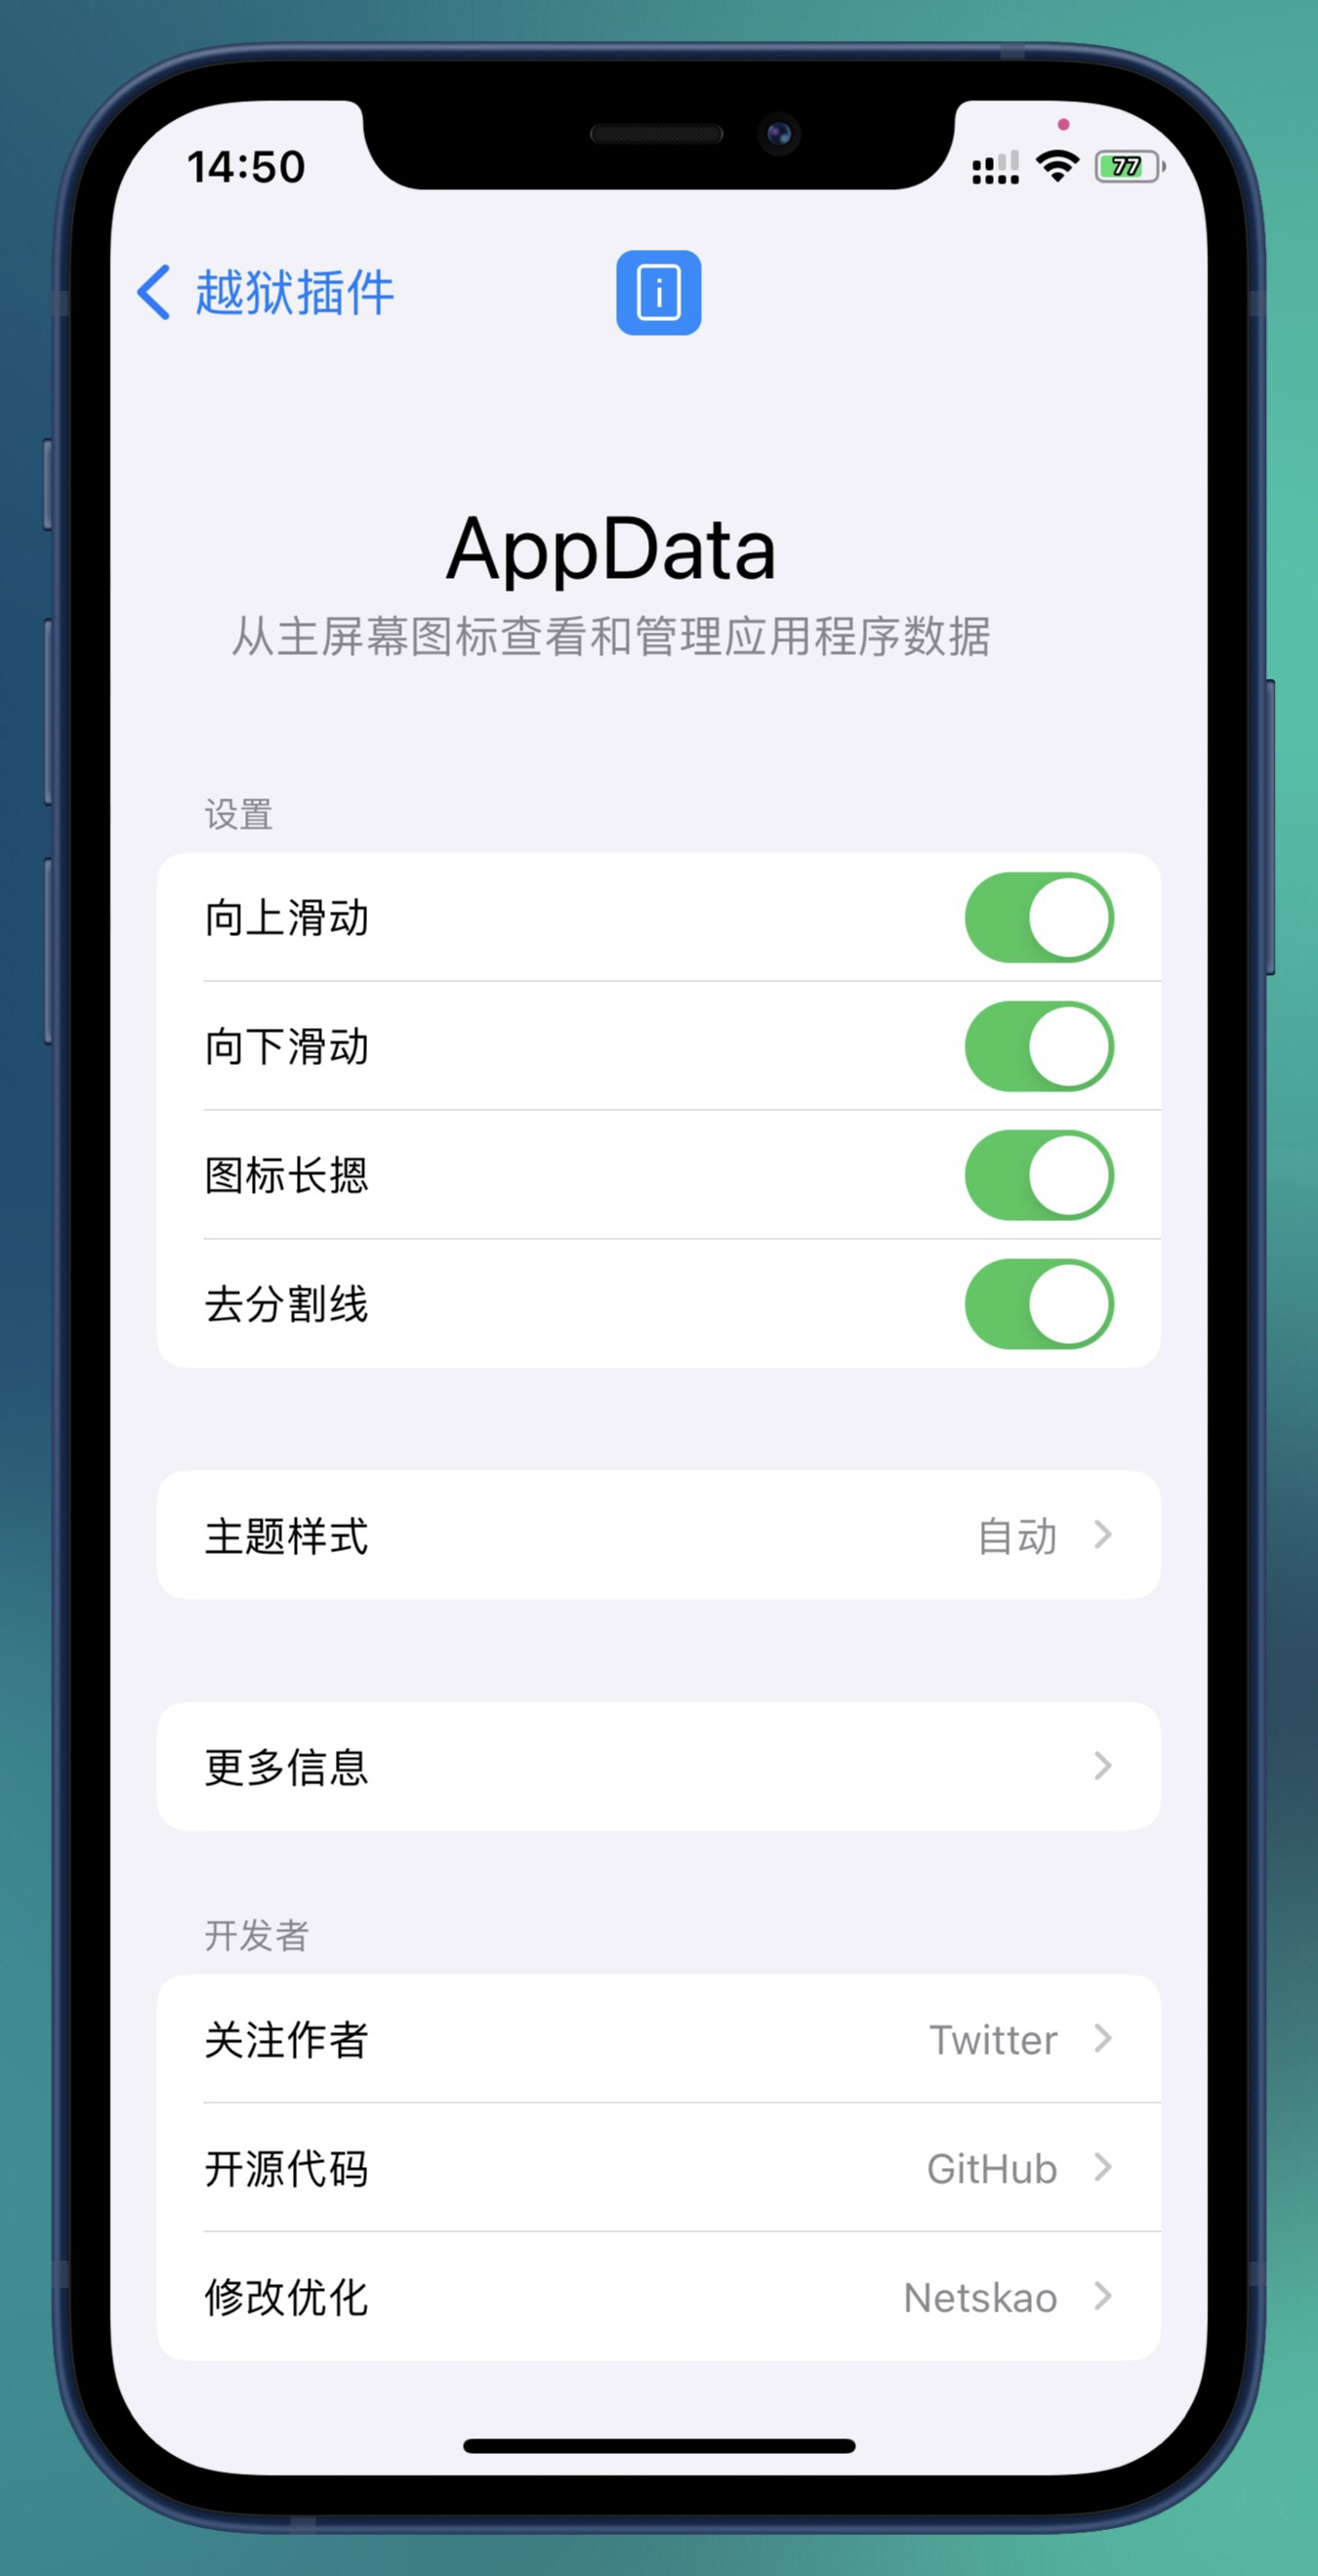 14:50
77
越狱插件
AppData
从主屏幕图标查看和管理应用程序数据
设置
向上滑动
向下滑动
图标长摁
去分割线
主题样式 自动
更多信息
开发者
关注作者 Twitter
开源代码 GitHub
修改优化 Netskao